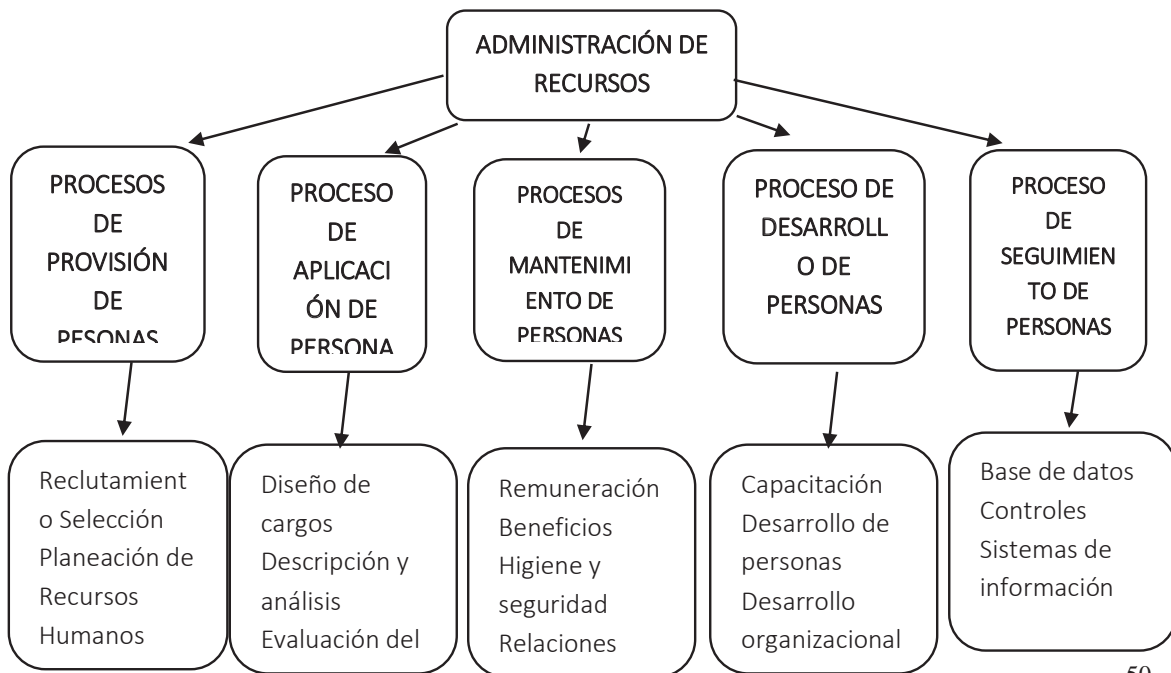 ADMINISTRACIÓN DE
RECURSOS
PROCESOS
DE
PROVISIÓN
DE
PESONAS
PROCESO
DE
APLICACI
ÓN DE
PERSONA
PROCESOS
DE
MANTENIMI
ENTO DE
PERSONAS
PROCESO DE
DESARROLL
O DE
PERSONAS
PROCESO
DE
SEGUIMIEN
TO DE
PERSONAS
Reclutamient
o Selección
Planeación de
Recursos
Humanos
Diseño de
cargos
Descripción y
análisis
Evaluación del
Remuneración
Beneficios
Higiene y
seguridad
Relaciones
Capacitación
Desarrollo de
personas
Desarrollo
organizacional
Base de datos
Controles
Sistemas de
información